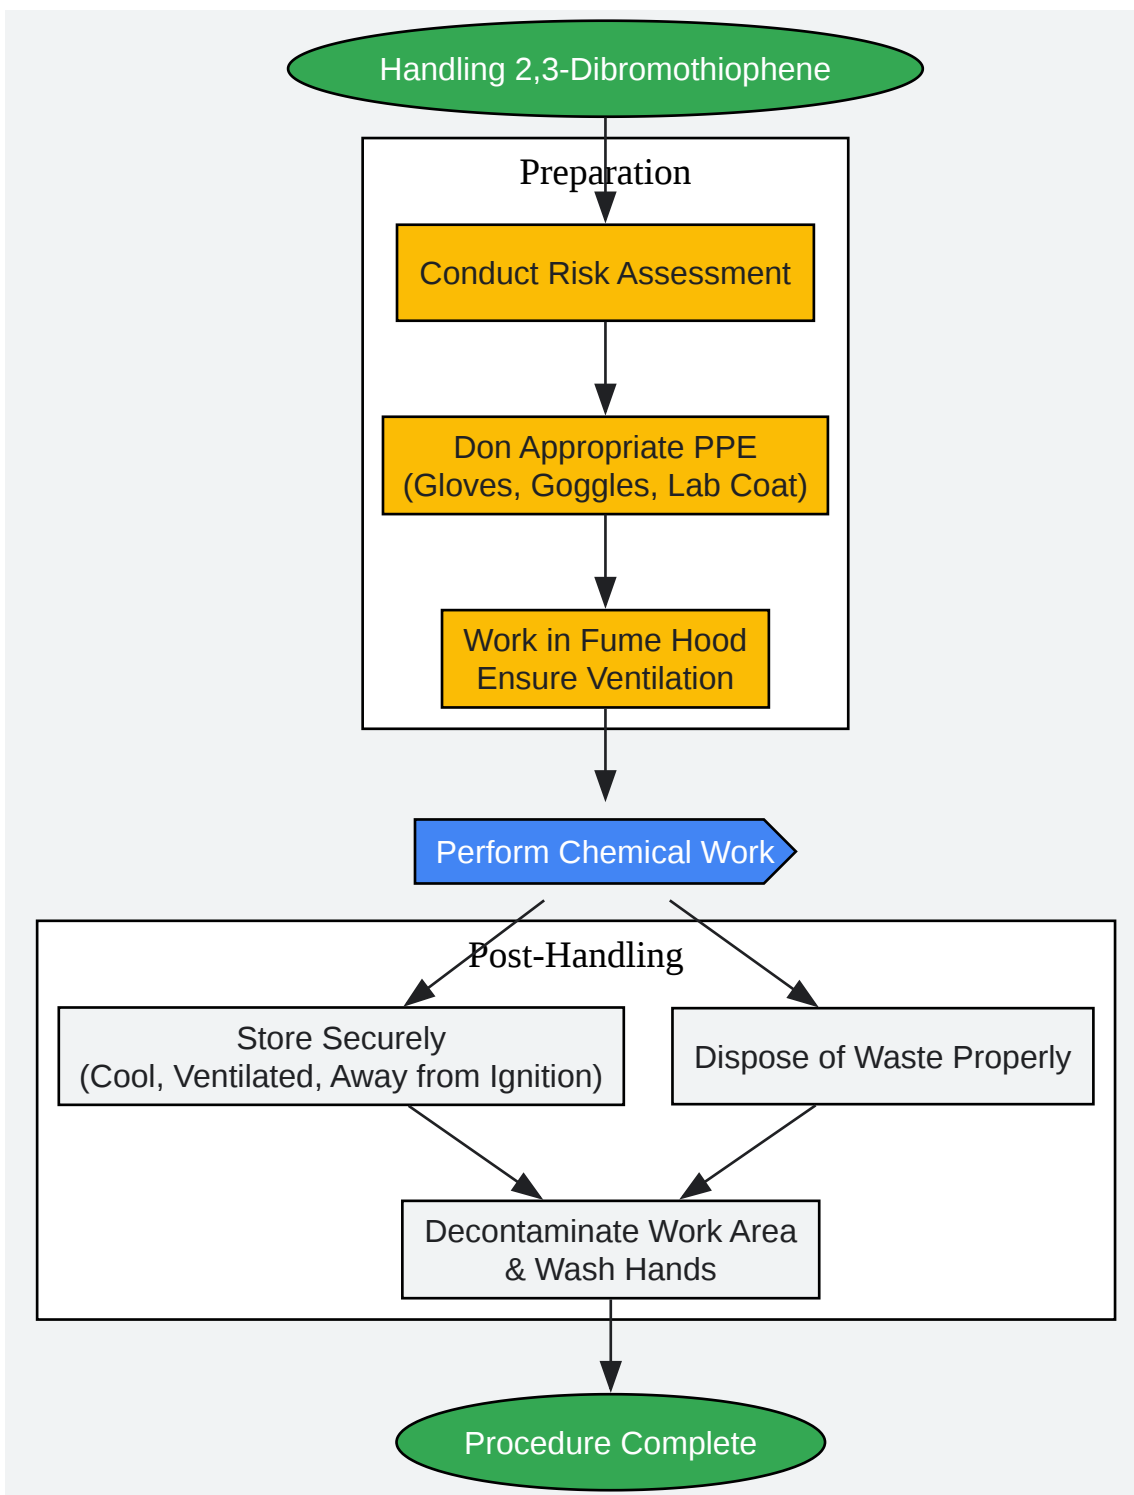 Handling 2,3-Dibromothiophene
Preparation
Conduct Risk Assessment
Don Appropriate PPE
(Gloves, Goggles, Lab Coat)
Work in Fume Hood
Ensure Ventilation
Perform Chemical Work
Post-Handling
Store Securely
(Cool, Ventilated, Away from Ignition)
Dispose of Waste Properly
Decontaminate Work Area
& Wash Hands
Procedure Complete